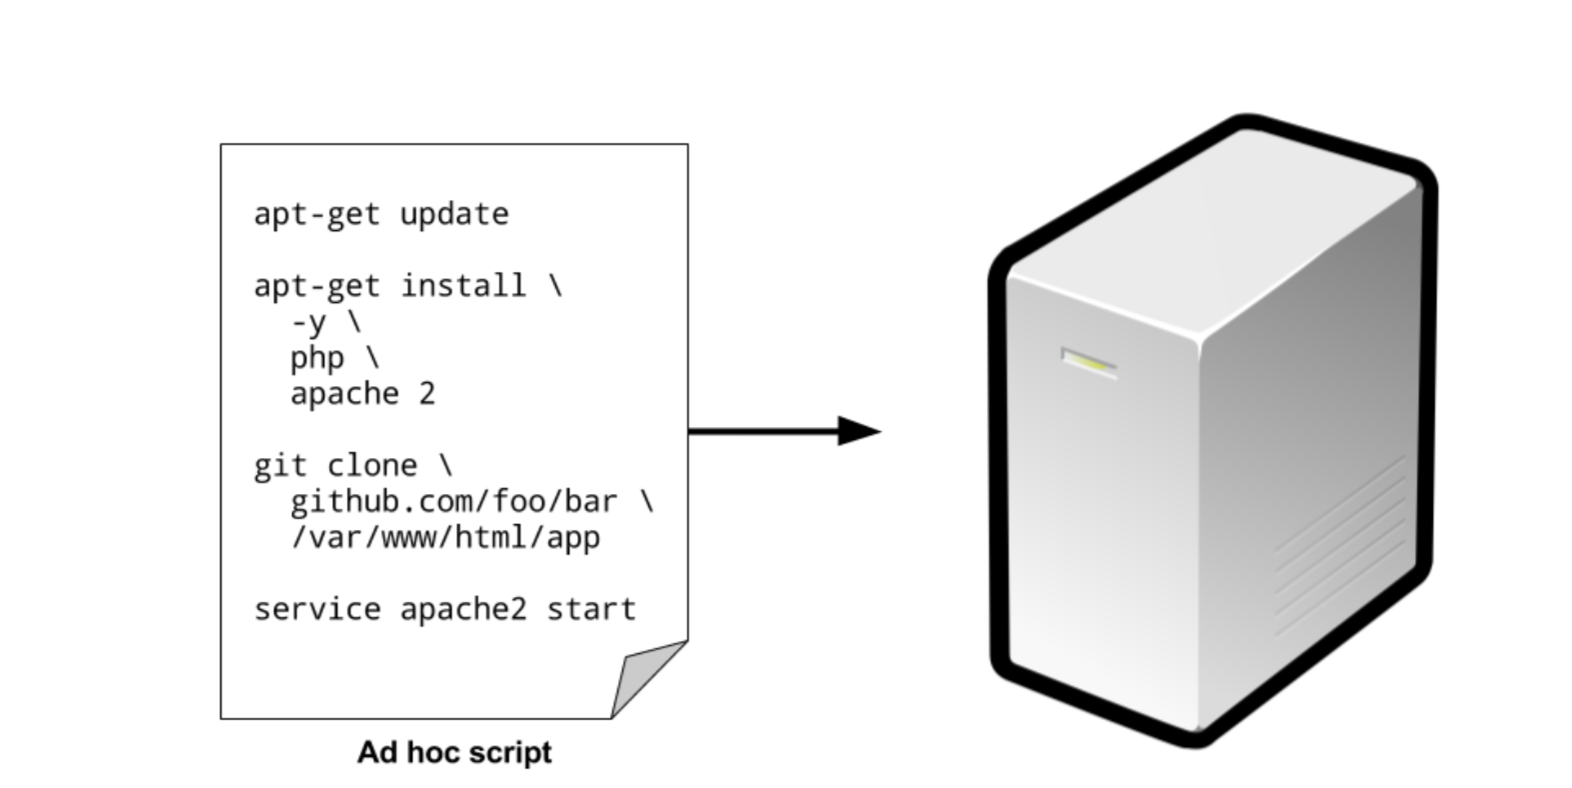 apt-get update
apt-get install \
-y \
php \
apache 2
git clone \
github.com/foo/bar \
/var/www/html/app
service apache2 start
Ad hoc script